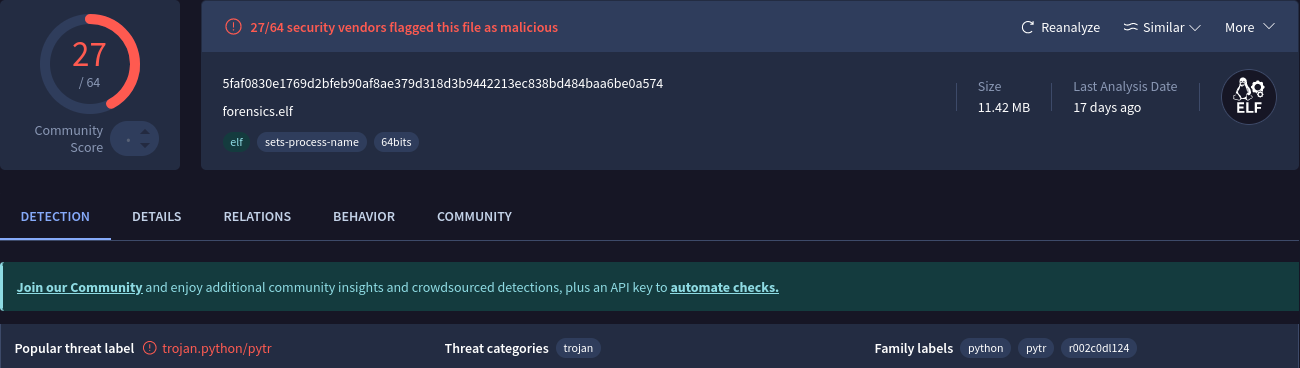 27
/ 64
Community
Score
27/64 security vendors flagged this file as malicious
Reanalyze
Similar
More
5faf0830e1769d2bfeb90af8ae379d318d3b9442213ec838bd484baa6be0a574
forensics.elf
elf
sets-process-name
64bits
Size
11.42 MB
Last Analysis Date
17 days ago
ELF
DETECTION
DETAILS
RELATIONS
BEHAVIOR
COMMUNITY
Join our Community and enjoy additional community insights and crowdsourced detections, plus an API key to automate checks.
Popular threat label
trojan.python/pytr
Threat categories
trojan
Family labels
python
pytr
r002c0dl124